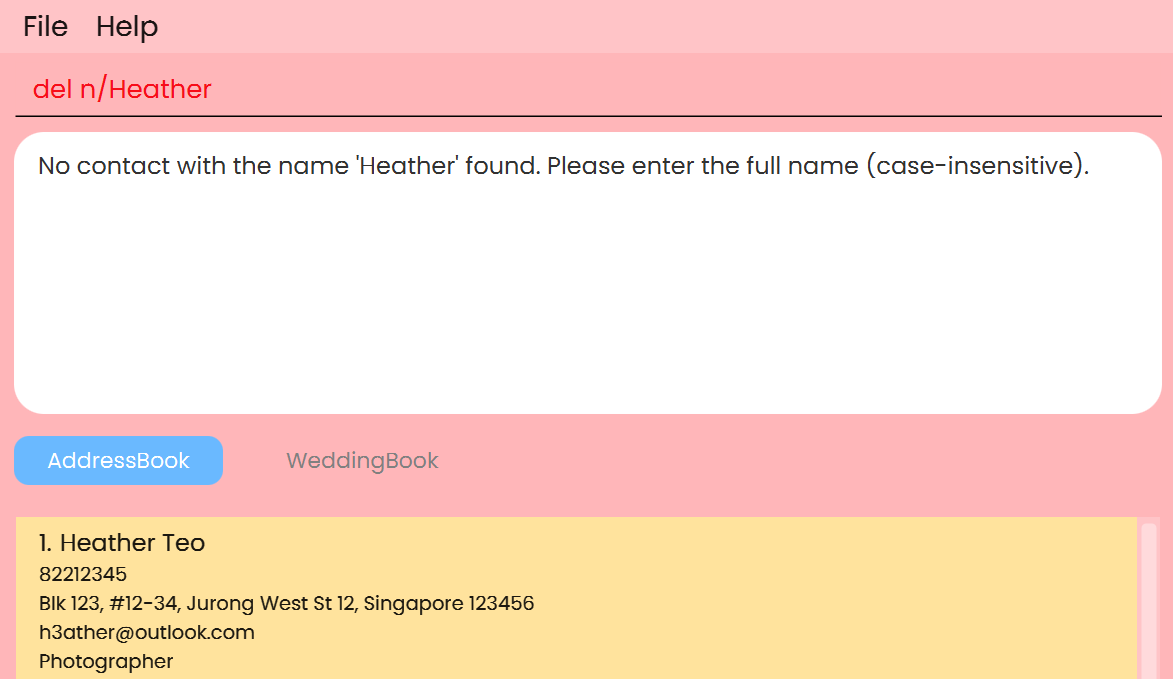 File Help
del n/Heather
No contact with the name 'Heather' found. Please enter the full name (case-insensitive).
AddressBook WeddingBook
1. Heather Teo
82212345
Blk 123, #12-34, Jurong West St 12, Singapore 123456
h3ather@outlook.com
Photographer